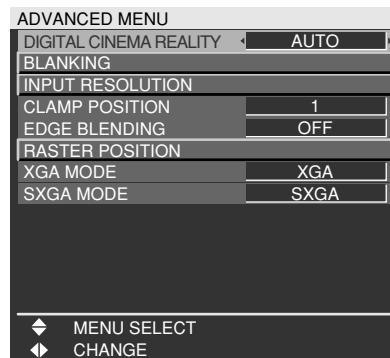 ADVANCED MENU
DIGITAL CINEMA REALITY AUTO
BLANKING
INPUT RESOLUTION
CLAMP POSITION 1
EDGE BLENDING OFF
RASTER POSITION
XGA MODE XGA
SXGA MODE SXGA
MENU SELECT
CHANGE